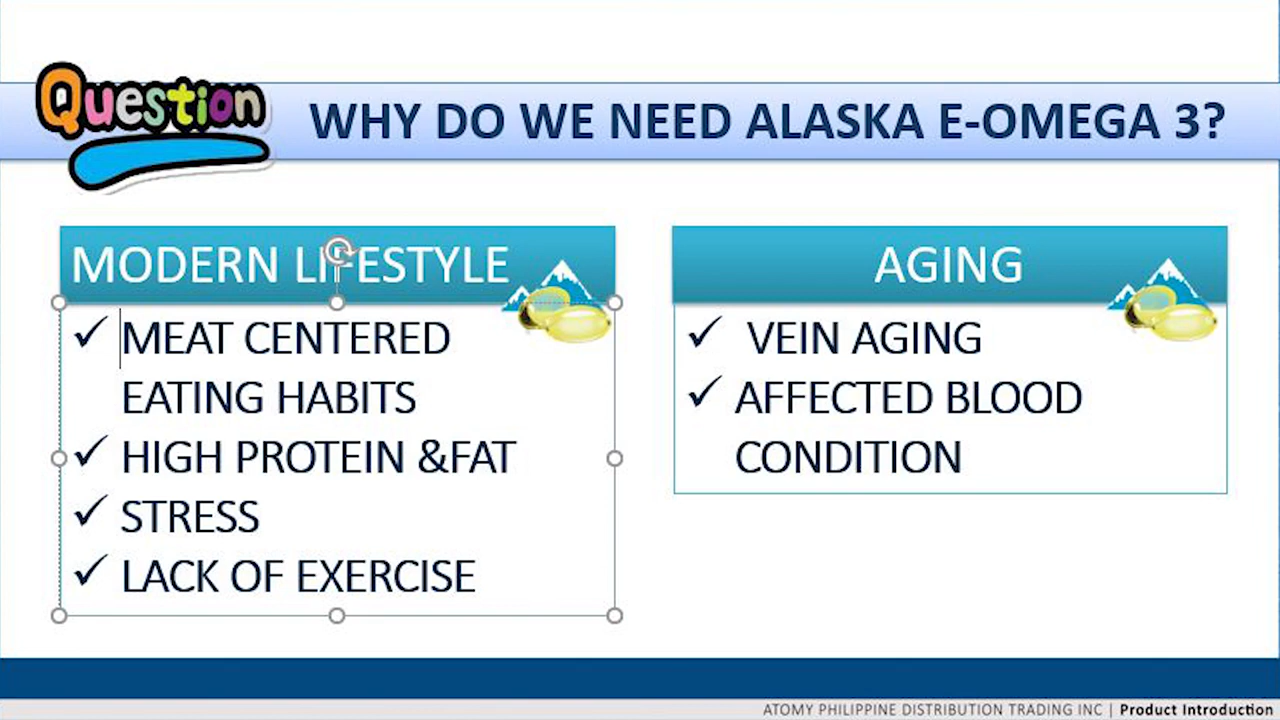 Question
WHY DO WE NEED ALASKA E-OMEGA 3?
MODERN LIFESTYLE
✓ MEAT CENTERED
EATING HABITS
✓ HIGH PROTEIN &FAT
✓ STRESS
✓ LACK OF EXERCISE
AGING
✓ VEIN AGING
✓ AFFECTED BLOOD
CONDITION
ATOMY PHILIPPINE DISTRIBUTION TRADING INC | Product Introduction